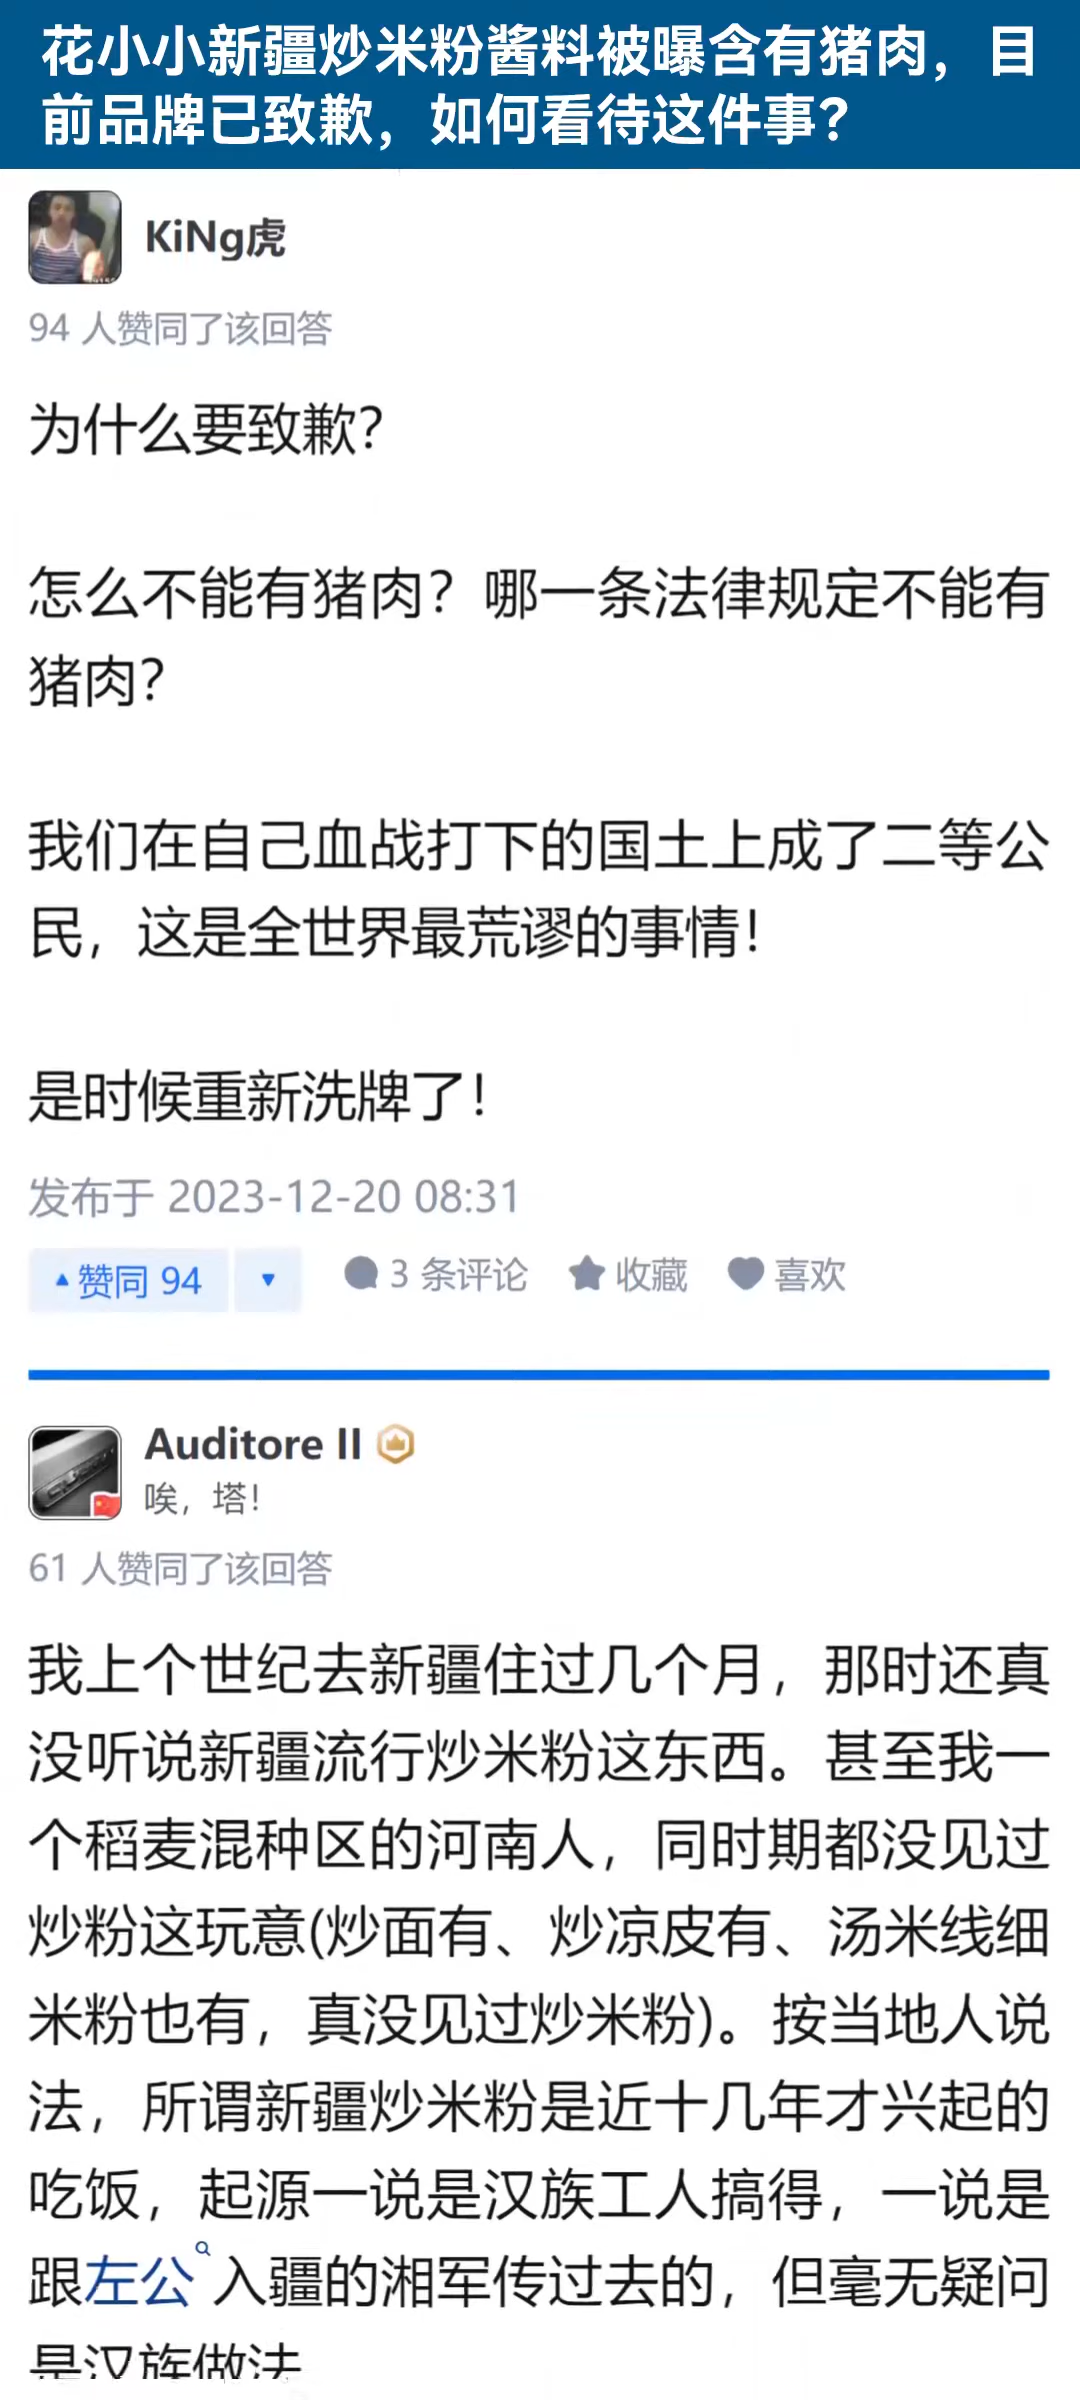 花小小新疆炒米粉酱料被曝含有猪肉，目
前品牌已致歉，如何看待这件事？
KiNg虎
94 人赞同了该回答
为什么要致歉？
怎么不能有猪肉？哪一条法律规定不能有
猪肉？
我们在自己血战打下的国土上成了二等公
民，这是全世界最荒谬的事情！
是时候重新洗牌了！
发布于 2023-12-20 08:31
赞同 94 3 条评论 收藏 喜欢
Auditore II
唉，塔！
61 人赞同了该回答
我上个世纪去新疆住过几个月，那时还真
没听说新疆流行炒米粉这东西。甚至我一
个稻麦混种区的河南人，同时期都没见过
炒粉这玩意(炒面有、炒凉皮有、汤米线细
米粉也有，真没见过炒米粉)。按当地人说
法，所谓新疆炒米粉是近十几年才兴起的
吃饭，起源一说是汉族工人搞得，一说是
跟左公入疆的湘军传过去的，但毫无疑问
是汉族做法